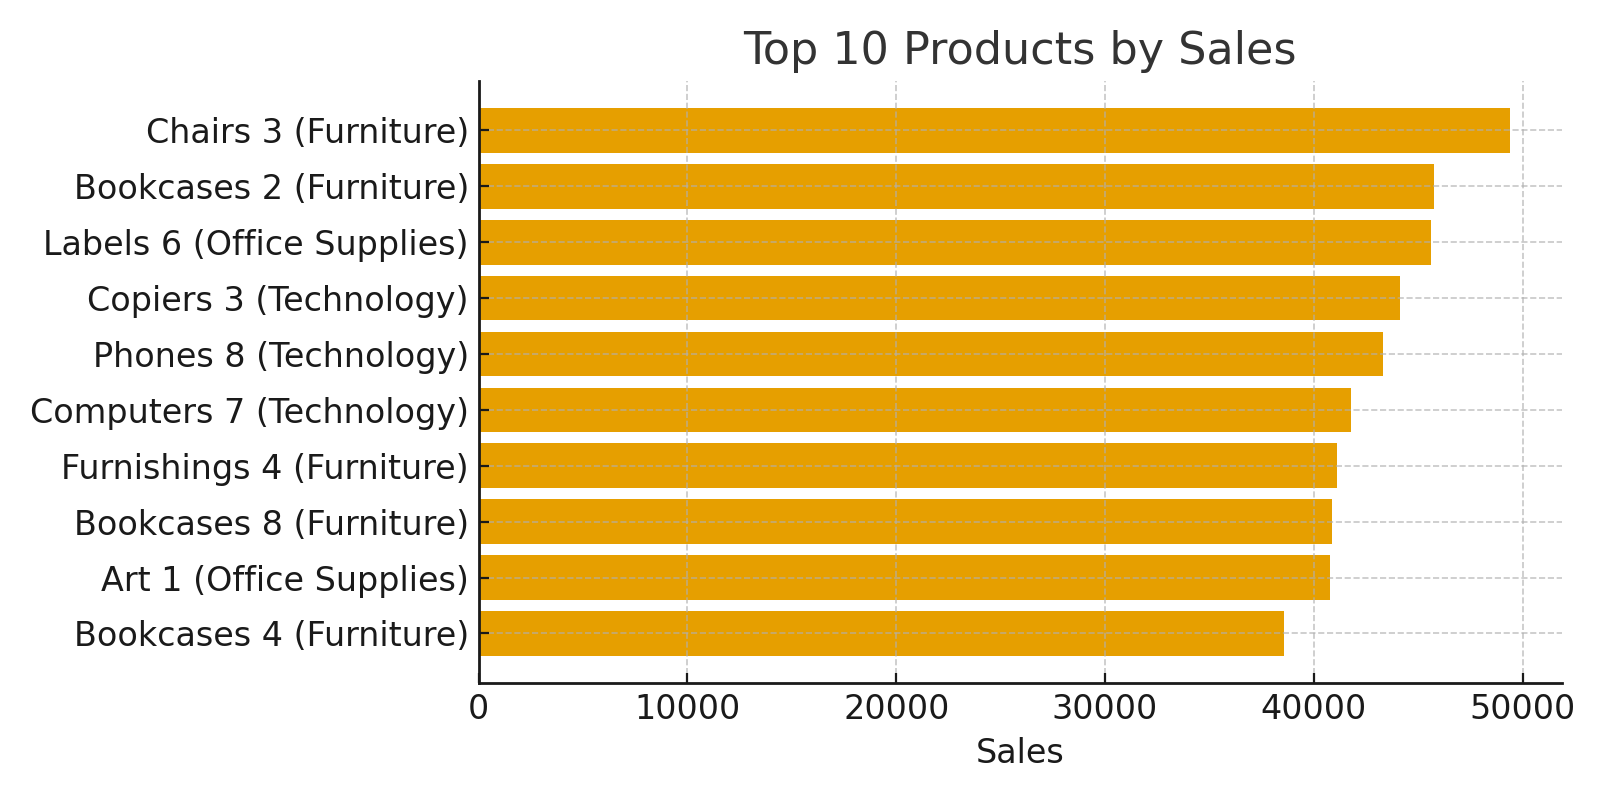 Top 10 Products by Sales
Chairs 3 (Furniture)
Bookcases 2 (Furniture)
Labels 6 (Office Supplies)
Copiers 3 (Technology)
Phones 8 (Technology)
Computers 7 (Technology)
Furnishings 4 (Furniture)
Bookcases 8 (Furniture)
Art 1 (Office Supplies)
Bookcases 4 (Furniture)
0 10000 20000 30000 40000 50000
Sales